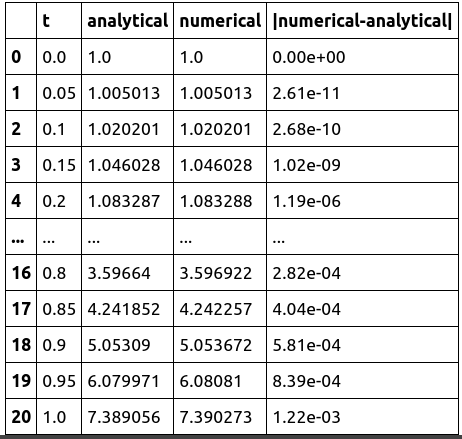 t analytical numerical |numerical-analytical|
0 0.0 1.0 1.0 0.00e+00
1 0.05 1.005013 1.005013 2.61e-11
2 0.1 1.020201 1.020201 2.68e-10
3 0.15 1.046028 1.046028 1.02e-09
4 0.2 1.083287 1.083288 1.19e-06
... ... ... ... ...
16 0.8 3.59664 3.596922 2.82e-04
17 0.85 4.241852 4.242257 4.04e-04
18 0.9 5.05309 5.053672 5.81e-04
19 0.95 6.079971 6.08081 8.39e-04
20 1.0 7.389056 7.390273 1.22e-03